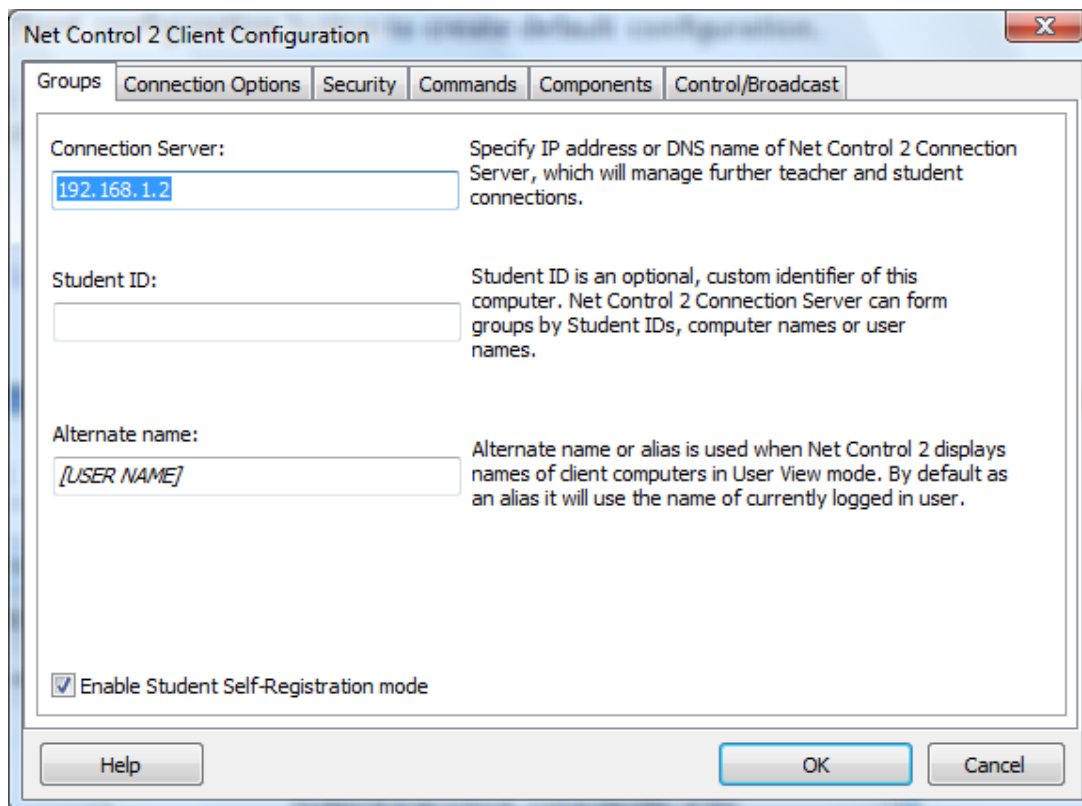 to create default configuration.
Net Control 2 Client Configuration
Groups Connection Options Security Commands Components Control/Broadcast
Connection Server:
192.168.1.2
Specify IP address or DNS name of Net Control 2 Connection
Server, which will manage further teacher and student
connections.
Student ID:
Student ID is an optional, custom identifier of this
computer. Net Control 2 Connection Server can form
groups by Student IDs, computer names or user
names.
Alternate name:
[USER NAME]
Alternate name or alias is used when Net Control 2 displays
names of client computers in User View mode. By default as
an alias it will use the name of currently logged in user.
Enable Student Self-Registration mode
Help OK Cancel